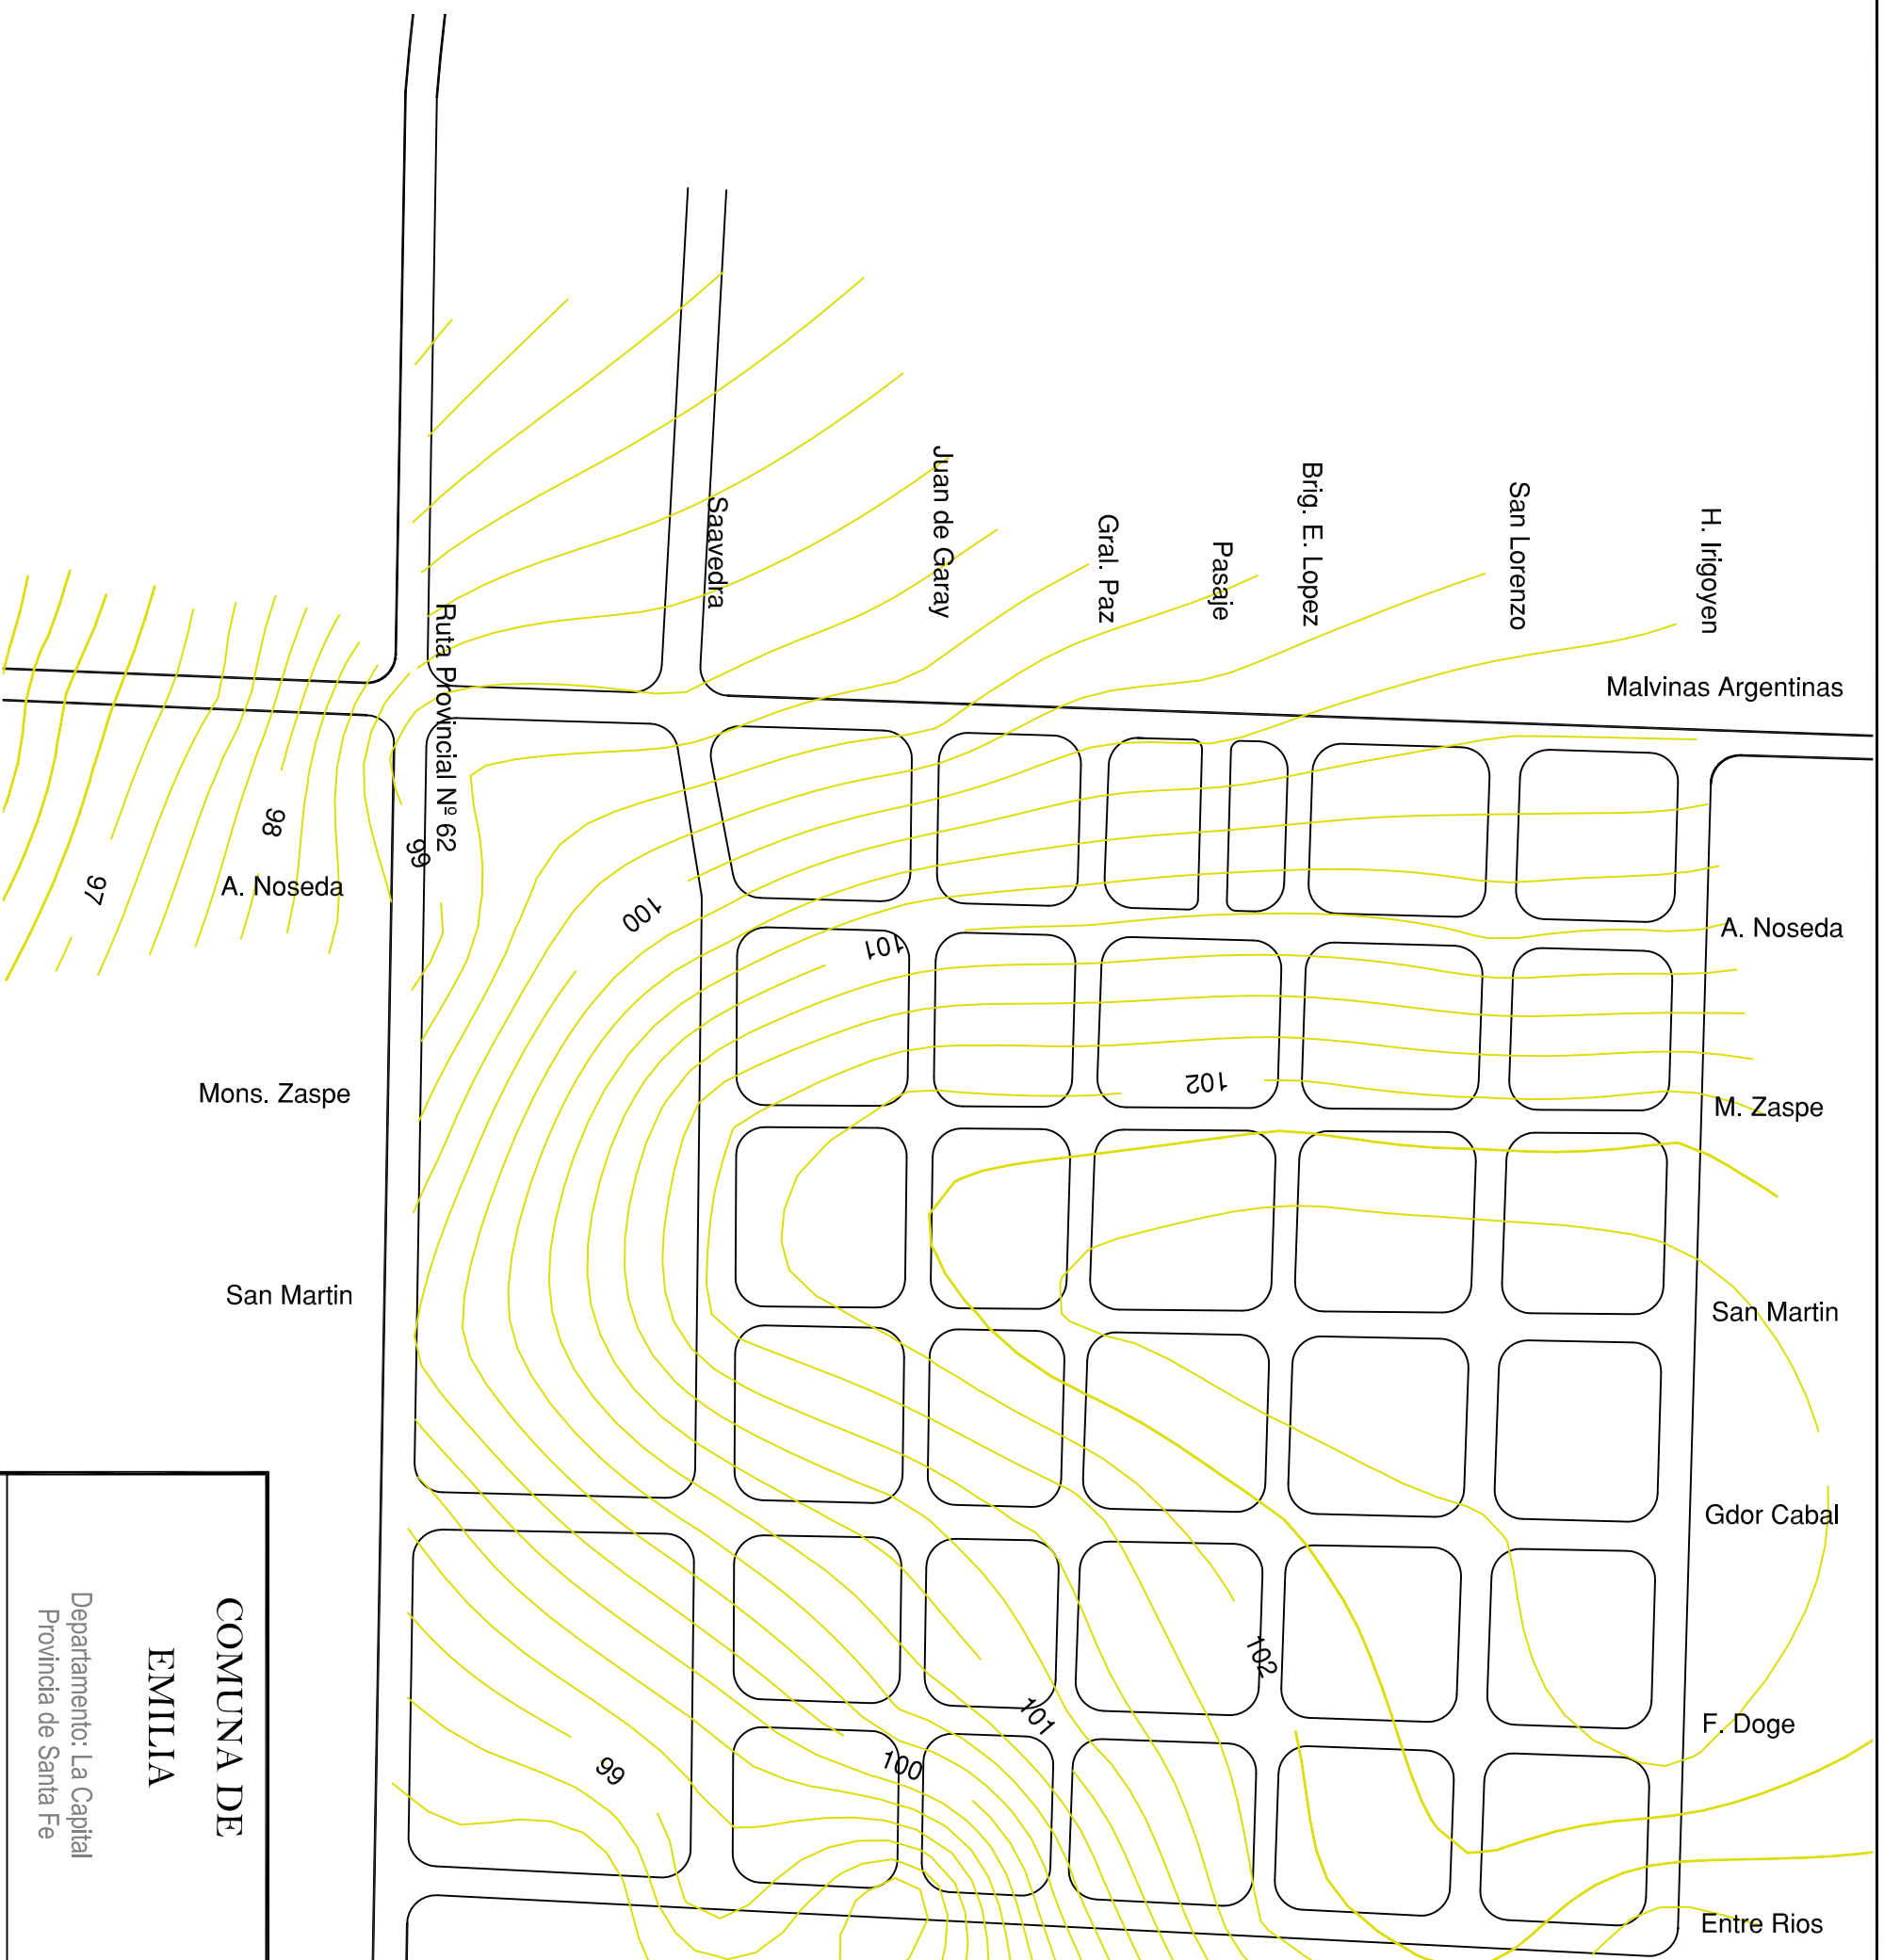 Juan de Garay
Brig. E. Lopez
San Lorenzo
Saavedra
H. Irigoyen
Gral. Paz
Pasaje
Ruta Provincial Nº 62
Malvinas Argentinas
98
99
97
A. Noseda
100
101
A. Noseda
102
Mons. Zaspe
M. Zaspe
San Martin
San Martin
Gdor Cabal
COMUNA DE
EMILIA
Departamento: La Capital
Provincia de Santa Fe
102
101
F. Doge
99
100
Entre Rios